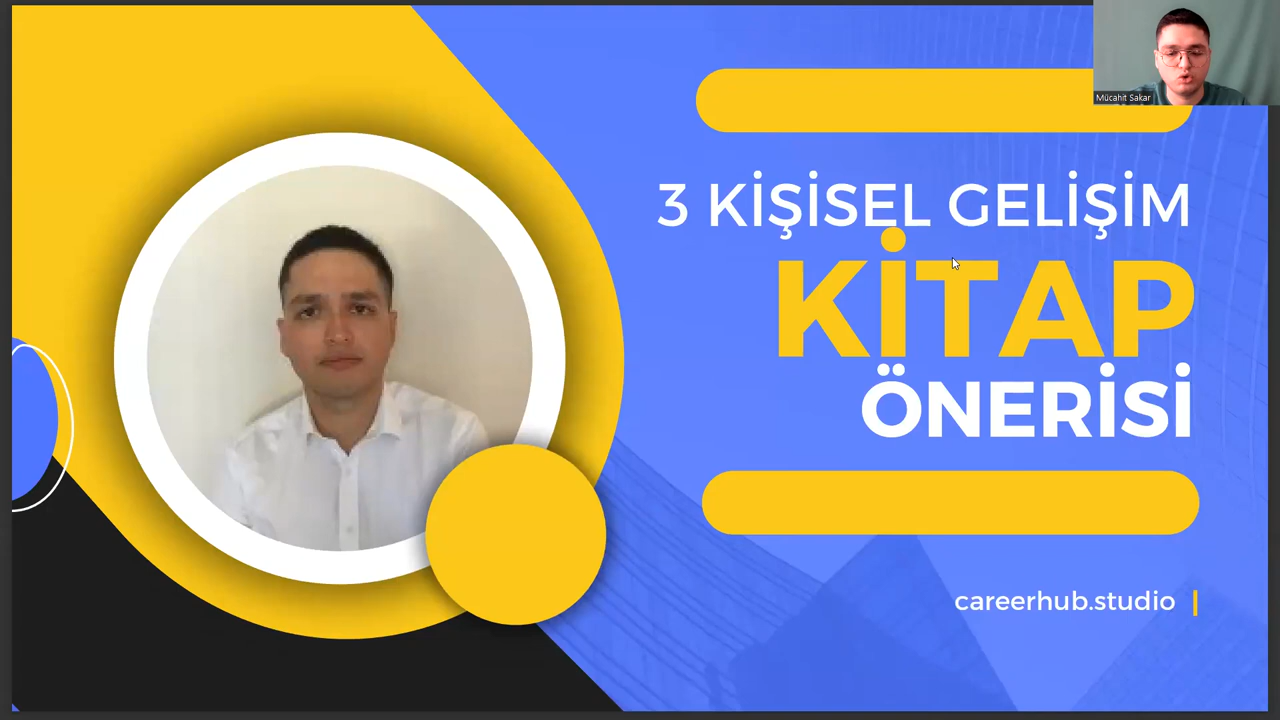 Mücahit Sakar
3 KİŞİSEL GELİŞİM
KİTAP
ÖNERİSİ
careerhub.studio